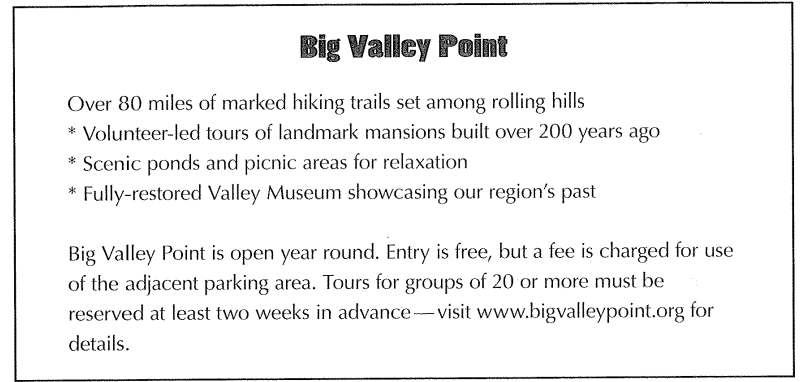 Big Valley Point
Over 80 miles of marked hiking trails set among rolling hills
* Volunteer-led tours of landmark mansions built over 200 years ago
* Scenic ponds and picnic areas for relaxation
* Fully-restored Valley Museum showcasing our region's past
Big Valley Point is open year round. Entry is free, but a fee is charged for use
of the adjacent parking area. Tours for groups of 20 or more must be
reserved at least two weeks in advance—visit www.bigvalleypoint.org for
details.